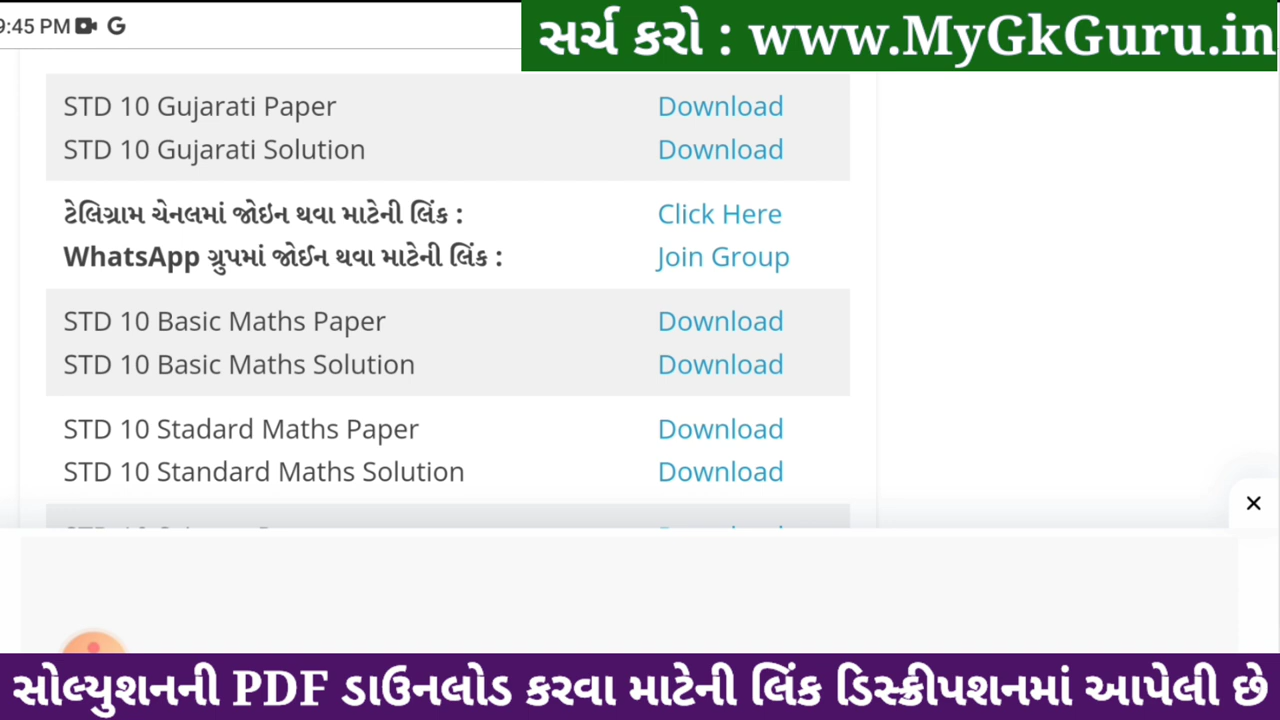 9:45 PM G
સર્ચ કરો : www.MyGkGuru.in
STD 10 Gujarati Paper Download
STD 10 Gujarati Solution Download
ટેલિગ્રામ ચેનલમાં જોઇન થવા માટેની લિંક : Click Here
WhatsApp ગ્રુપમાં જોઈન થવા માટેની લિંક : Join Group
STD 10 Basic Maths Paper Download
STD 10 Basic Maths Solution Download
STD 10 Stadard Maths Paper Download
STD 10 Standard Maths Solution Download
સોલ્યુશનની PDF ડાઉનલોડ કરવા માટેની લિંક ડિસ્ક્રીપશનમાં આપેલી છે